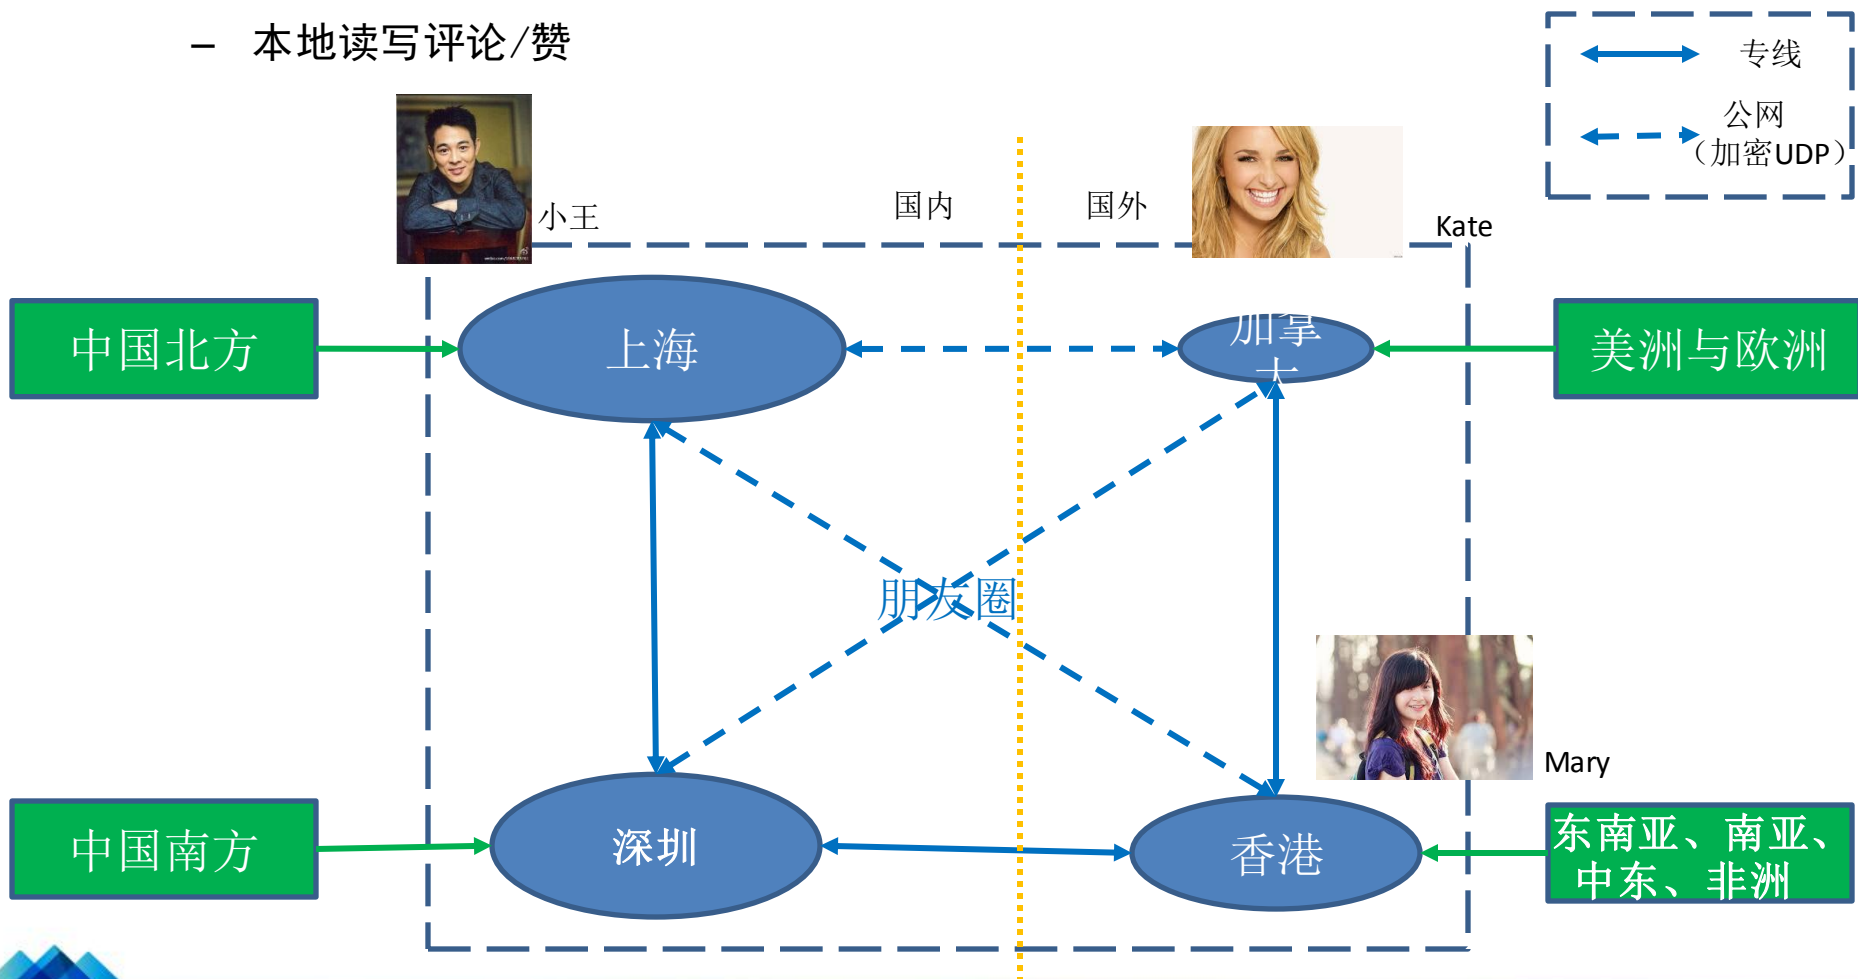 – 本地读写评论/赞
专线
公网
（加密UDP）
小王
国内
国外
Kate
中国北方
上海
加拿
大
美洲与欧洲
朋友圈
Mary
中国南方
深圳
香港
东南亚、南亚、
中东、非洲